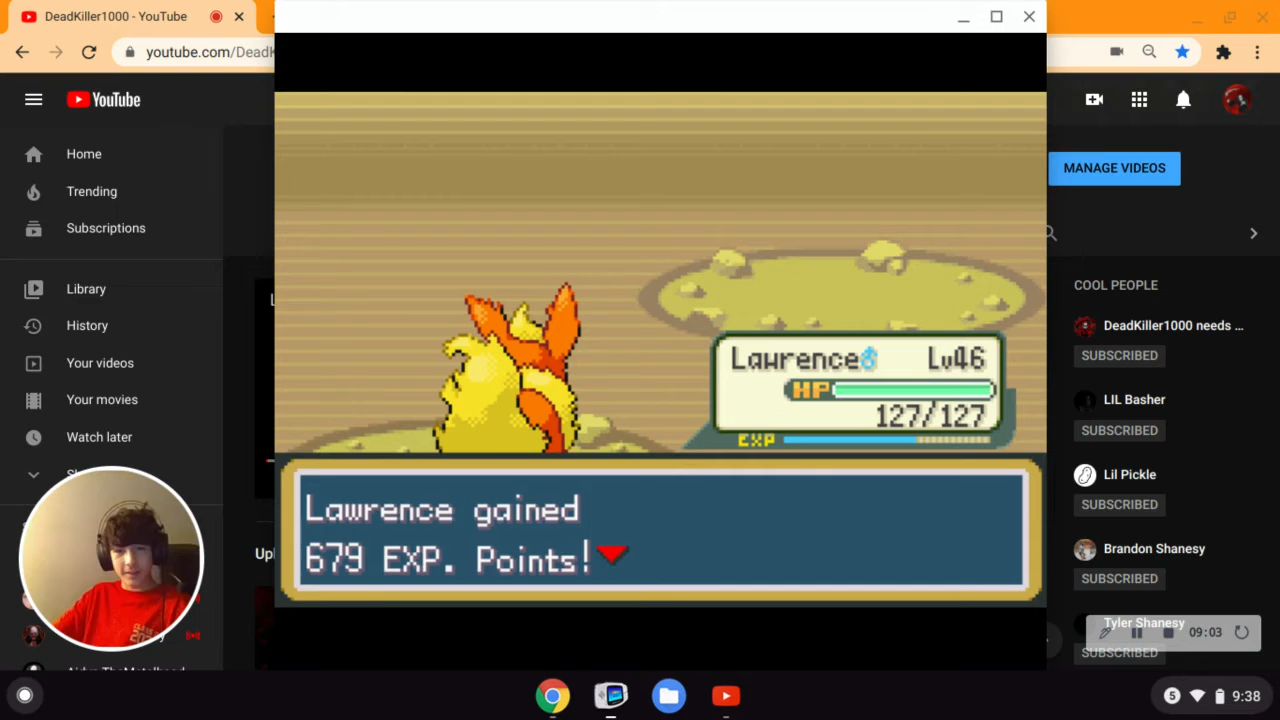 DeadKiller1000 - YouTube
youtube.com/Dead
YouTube
Home
Trending
Subscriptions
Library
History
Your videos
Your movies
Watch later
MANAGE VIDEOS
COOL PEOPLE
DeadKiller1000 needs ...
SUBSCRIBED
LIL Basher
SUBSCRIBED
Lil Pickle
SUBSCRIBED
Brandon Shanesy
SUBSCRIBED
Tyler Shanesy
SUBSCRIBED
Lawrence♂ Lv46
HP
127/127
EXP
Lawrence gained
679 EXP. Points!
09:03
5
9:38